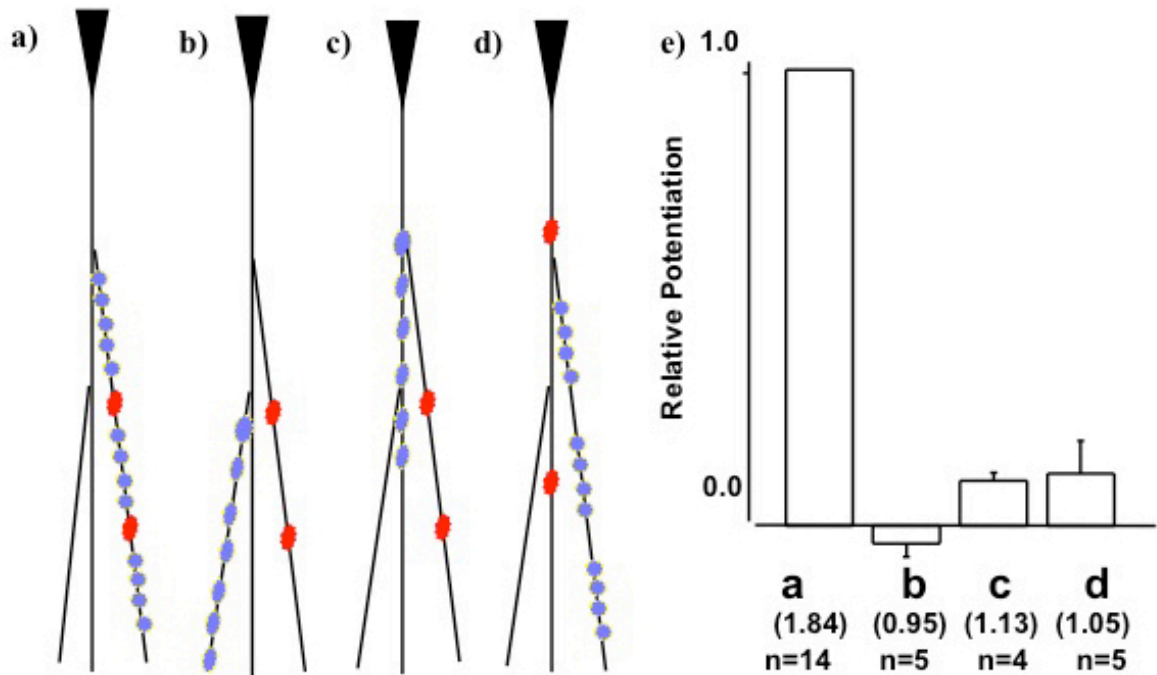 a) b) c) d) e)
1.0
Relative Potentiation
0.0
a b c d
(1.84) (0.95) (1.13) (1.05)
n=14 n=5 n=4 n=5